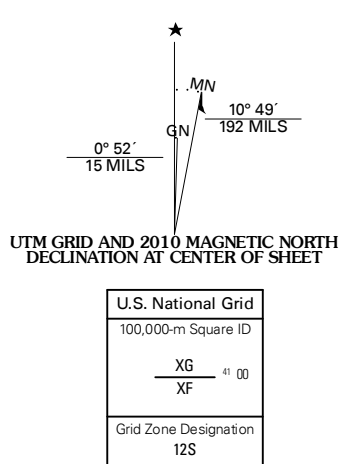 ★
MN
10° 49´
192 MILS
GN
0° 52´
15 MILS
UTM GRID AND 2010 MAGNETIC NORTH
DECLINATION AT CENTER OF SHEET
U.S. National Grid
100,000-m Square ID
XG
41 00
XF
Grid Zone Designation
12S